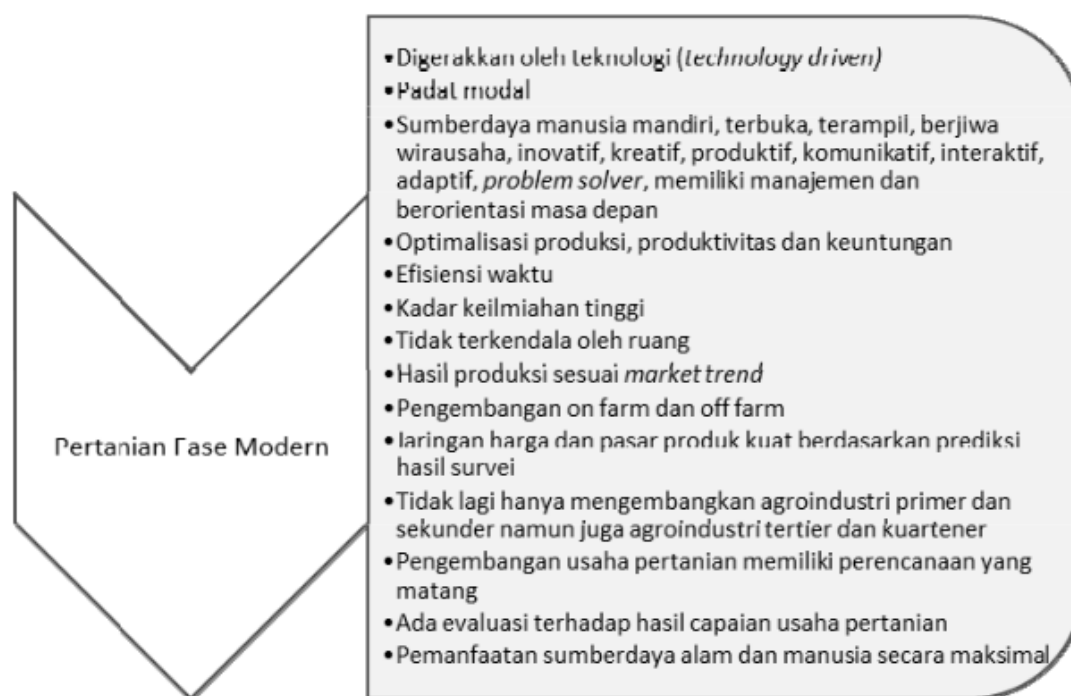 •Digerakkan oleh teknologi (technology driven)
•Padat modal
•Sumberdaya manusia mandiri, terbuka, terampil, berjiwa
wirausaha, inovatif, kreatif, produktif, komunikatif, interaktif,
adaptif, problem solver, memiliki manajemen dan
berorientasi masa depan
•Optimalisasi produksi, produktivitas dan keuntungan
•Efisiensi waktu
•Kadar keilmiahan tinggi
•Tidak terkendala oleh ruang
•Hasil produksi sesuai market trend
•Pengembangan on farm dan off farm
•Jaringan harga dan pasar produk kuat berdasarkan prediksi
hasil survei
•Tidak lagi hanya mengembangkan agroindustri primer dan
sekunder namun juga agroindustri tertier dan kuartener
•Pengembangan usaha pertanian memiliki perencanaan yang
matang
•Ada evaluasi terhadap hasil capaian usaha pertanian
•Pemanfaatan sumberdaya alam dan manusia secara maksimal
Pertanian Fase Modern